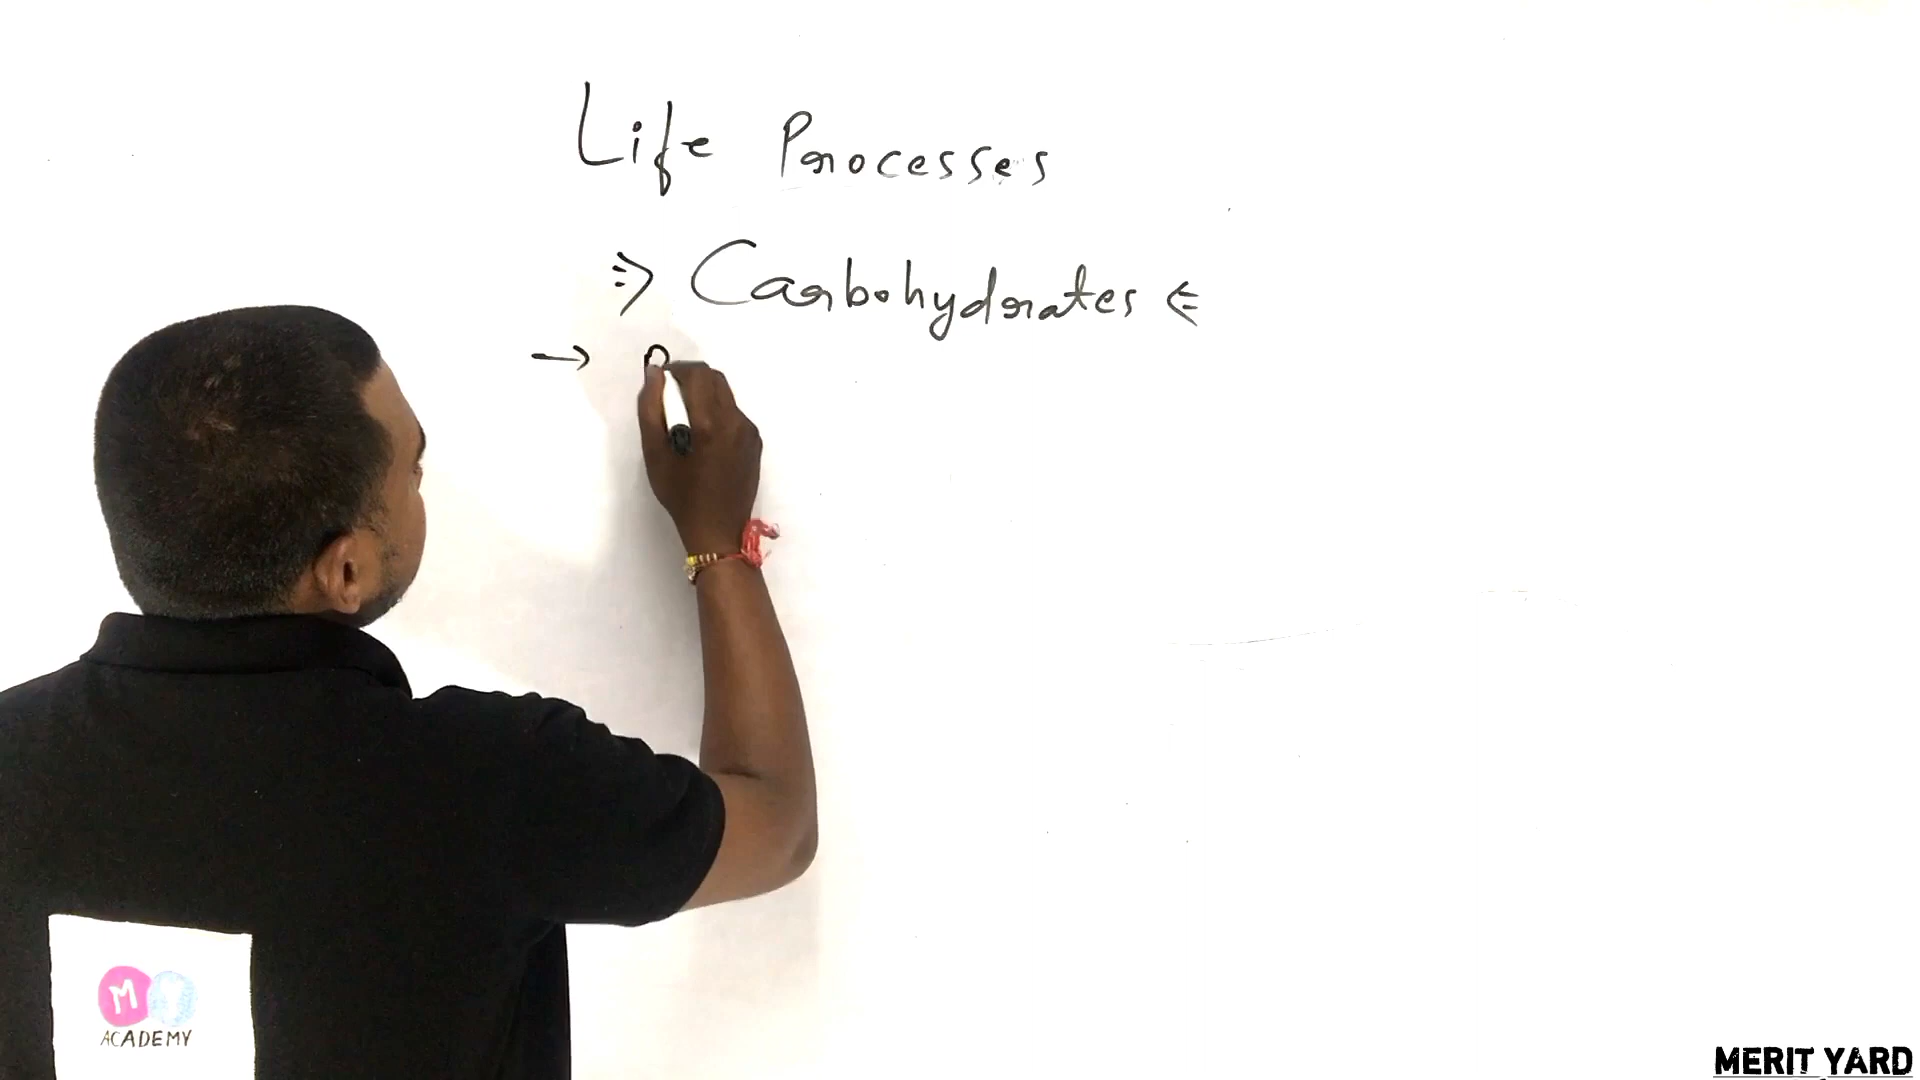 Life Processes
⇒ Carbohydrates ⇐
→
M Y
ACADEMY
MERIT YARD